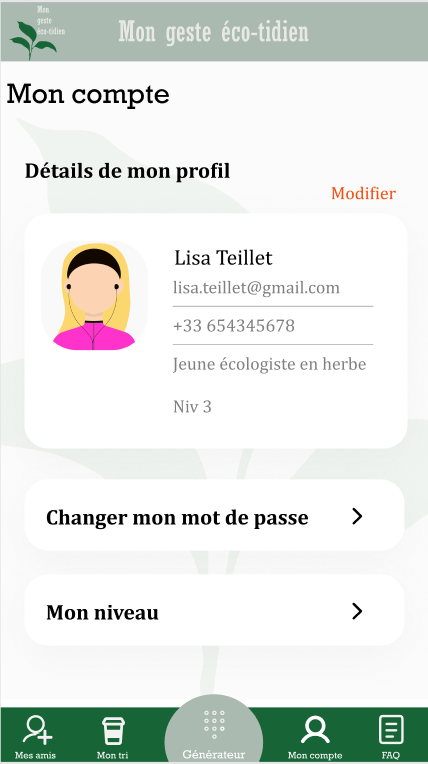 Mon
geste
éco-tidien
Mon geste éco-tidien
Mon compte
Détails de mon profil
Modifier
Lisa Teillet
lisa.teillet@gmail.com
+33 654345678
Jeune écologiste en herbe
Niv 3
Changer mon mot de passe
Mon niveau
Mes amis
Mon tri
Générateur
Mon compte
FAQ